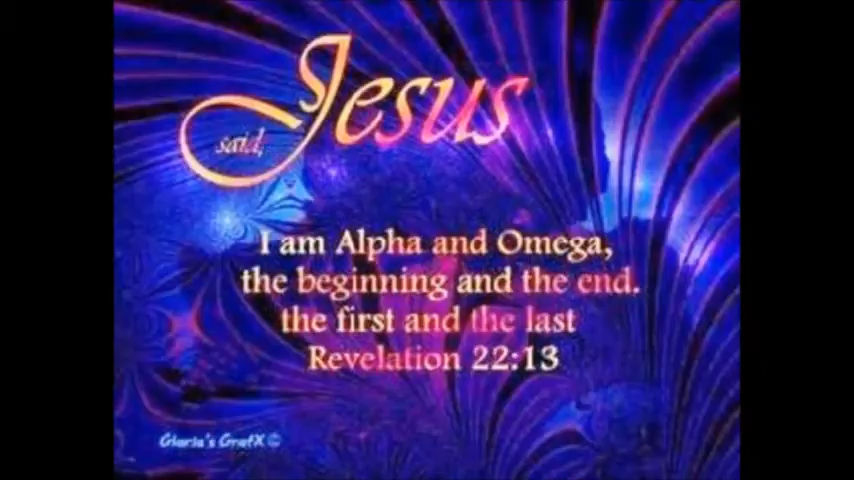 Jesus
said,
I am Alpha and Omega,
the beginning and the end.
the first and the last
Revelation 22:13
Gloria's GrafX ©